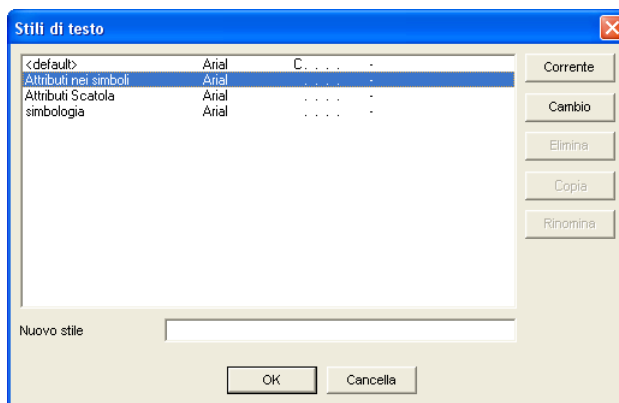 Stili di testo
<default> Arial C. . . . -
Attributi nei simboli Arial . . . . -
Attributi Scatola Arial . . . . -
simbologia Arial . . . . -
Corrente
Cambio
Elimina
Copia
Rinomina
Nuovo stile
OK Cancella